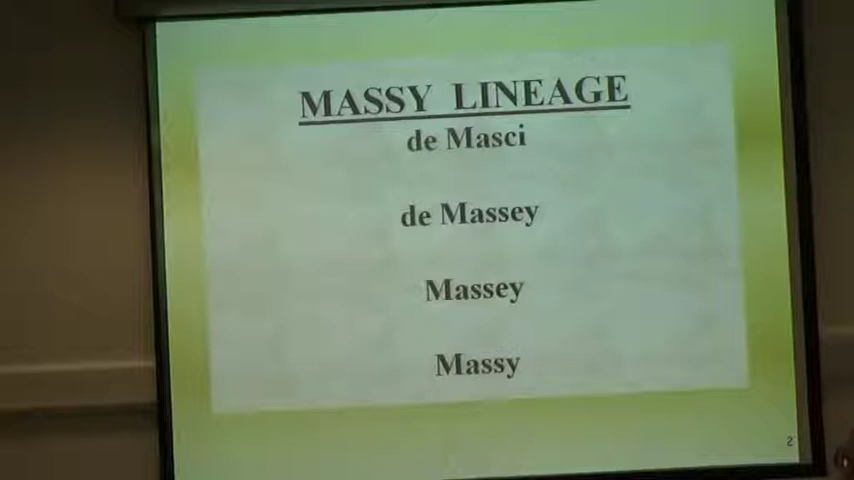 MASSY LINEAGE
de Masci
de Massey
Massey
Massy
2